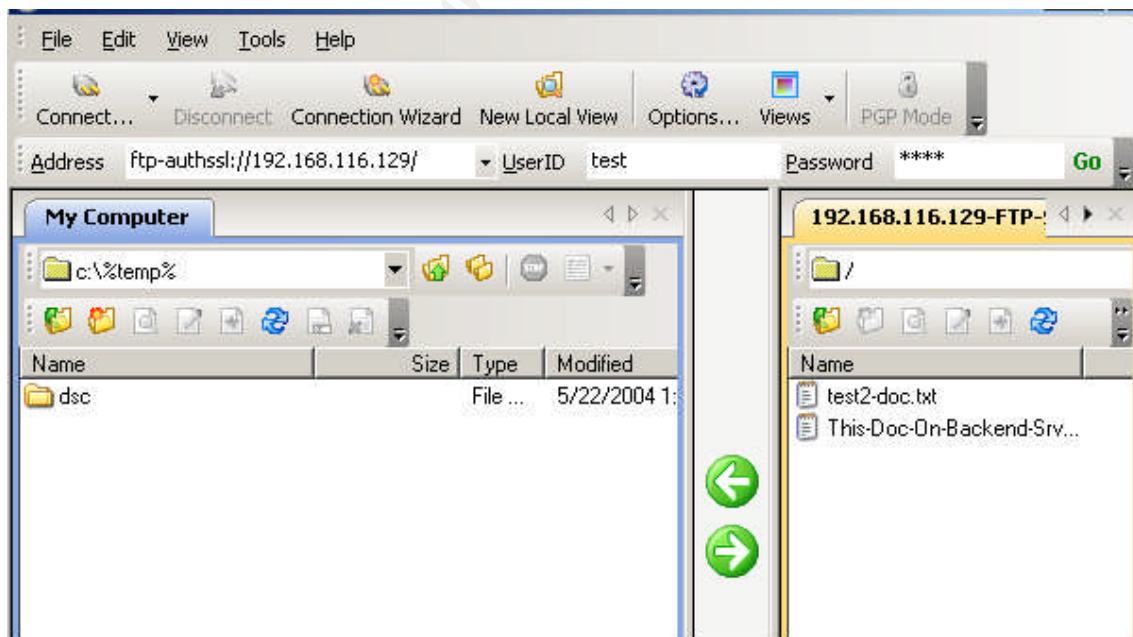 File Edit View Tools Help
Connect... Disconnect Connection Wizard New Local View Options... Views PGP Mode
Address ftp-authssl://192.168.116.129/ UserID test Password **** Go
My Computer
192.168.116.129-FTP-
c:\%temp%
/
Name Size Type Modified
Name
dsc File ... 5/22/2004 1:
test2-doc.txt
This-Doc-On-Backend-Srv...